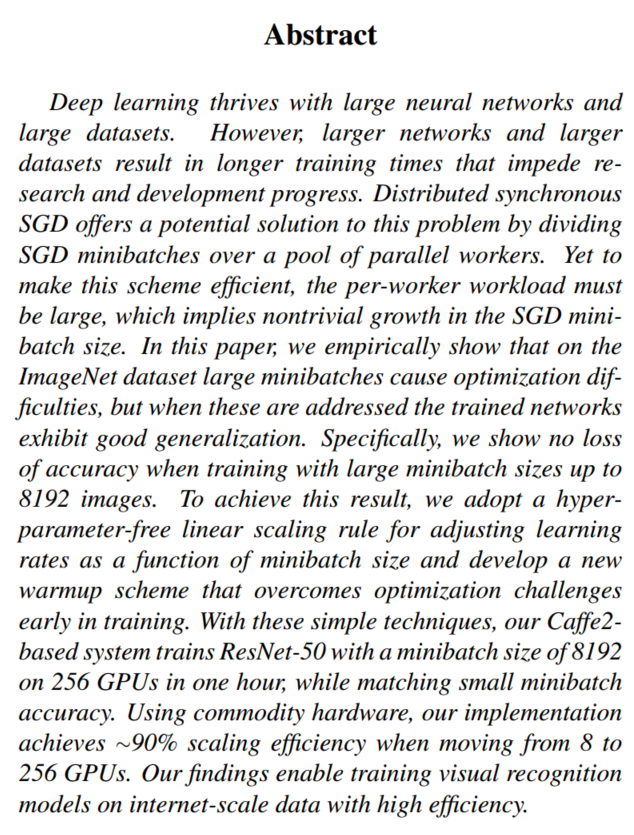 Abstract
Deep learning thrives with large neural networks and
large datasets. However, larger networks and larger
datasets result in longer training times that impede re-
search and development progress. Distributed synchronous
SGD offers a potential solution to this problem by dividing
SGD minibatches over a pool of parallel workers. Yet to
make this scheme efficient, the per-worker workload must
be large, which implies nontrivial growth in the SGD mini-
batch size. In this paper, we empirically show that on the
ImageNet dataset large minibatches cause optimization dif-
ficulties, but when these are addressed the trained networks
exhibit good generalization. Specifically, we show no loss
of accuracy when training with large minibatch sizes up to
8192 images. To achieve this result, we adopt a hyper-
parameter-free linear scaling rule for adjusting learning
rates as a function of minibatch size and develop a new
warmup scheme that overcomes optimization challenges
early in training. With these simple techniques, our Caffe2-
based system trains ResNet-50 with a minibatch size of 8192
on 256 GPUs in one hour, while matching small minibatch
accuracy. Using commodity hardware, our implementation
achieves ~90% scaling efficiency when moving from 8 to
256 GPUs. Our findings enable training visual recognition
models on internet-scale data with high efficiency.